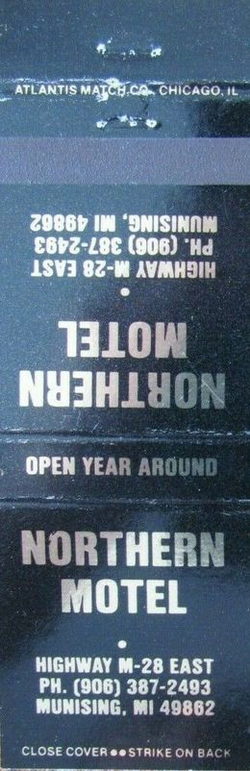 ATLANTIS MATCH CO. CHICAGO, IL
NORTHERN
MOTEL
•
HIGHWAY M-28 EAST
PH. (906) 387-2493
MUNISING, MI 49862
OPEN YEAR AROUND
NORTHERN
MOTEL
•
HIGHWAY M-28 EAST
PH. (906) 387-2493
MUNISING, MI 49862
CLOSE COVER ●● STRIKE ON BACK